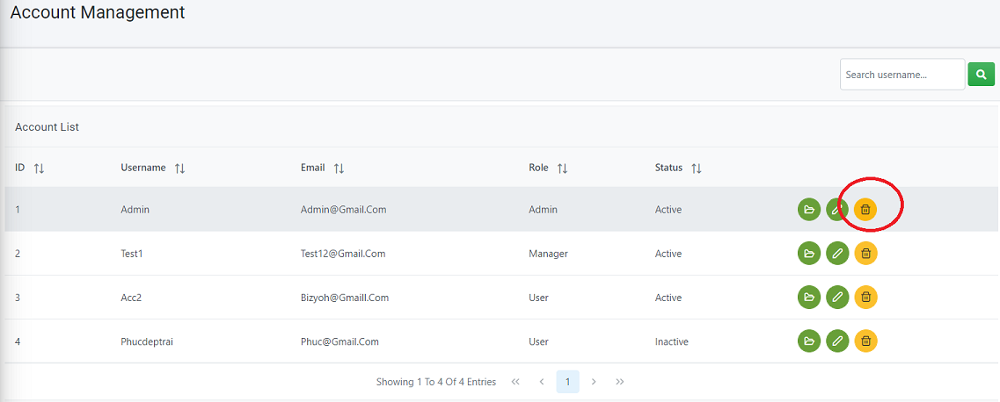 Account Management
Search username...
Account List
ID Username Email Role Status
1 Admin Admin@Gmail.Com Admin Active
2 Test1 Test12@Gmail.Com Manager Active
3 Acc2 Bizyoh@Gmaill.Com User Active
4 Phucdeptrai Phuc@Gmail.Com User Inactive
Showing 1 To 4 Of 4 Entries « ‹ 1 › »